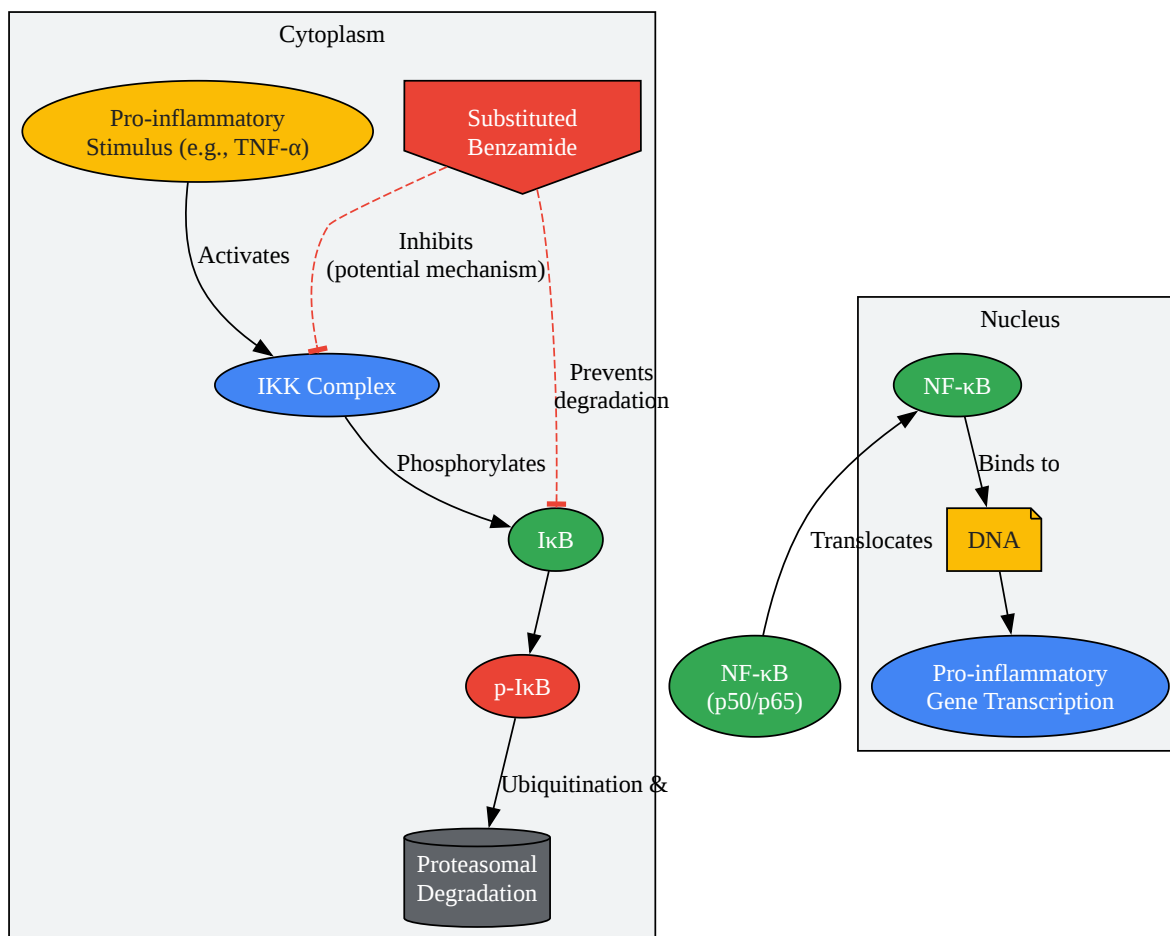 Cytoplasm
Pro-inflammatory
Stimulus (e.g., TNF-α)
Substituted
Benzamide
Activates
Inhibits
(potential mechanism)
IKK Complex
Prevents
degradation
Phosphorylates
IκB
p-IκB
Ubiquitination &
Proteasomal
Degradation
NF-κB
(p50/p65)
Translocates
Nucleus
NF-κB
Binds to
DNA
Pro-inflammatory
Gene Transcription